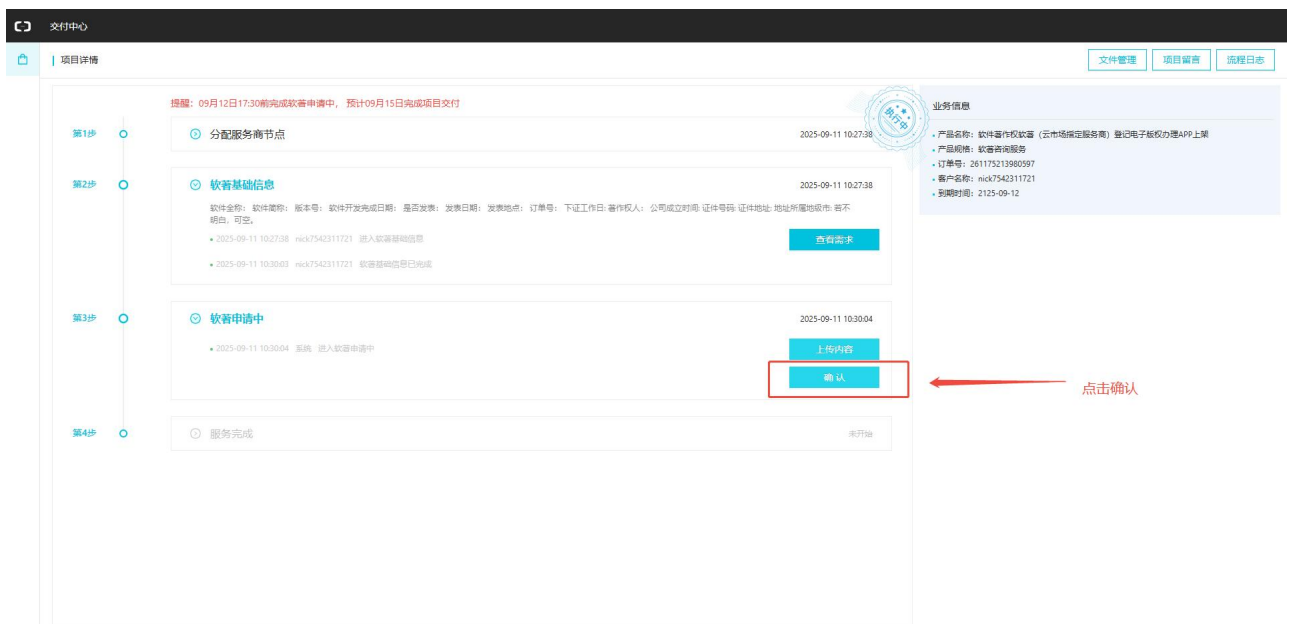 交付中心
项目详情
文件管理
项目留言
流程日志
提醒: 09月12日17:30前完成软著申请中, 预计09月15日完成项目交付
执行中
第1步
分配服务商节点
2025-09-11 10:27:38
第2步
软著基础信息
2025-09-11 10:27:38
软件全称: 软件简称: 版本号: 软件开发完成日期: 是否发表: 发表日期: 发表地点: 订单号: 下证工作日: 著作权人: 公司成立时间: 证件号码: 证件地址: 地址所属地级市: 若不
明白, 可空。
2025-09-11 10:27:38 nick7542311721 进入软著基础信息
查看需求
2025-09-11 10:30:03 nick7542311721 软著基础信息已完成
第3步
软著申请中
2025-09-11 10:30:04
2025-09-11 10:30:04 系统 进入软著申请中
上传内容
确 认
点击确认
第4步
服务完成
未开始
业务信息
产品名称: 软件著作权软著（云市场指定服务商）登记电子版权办理APP上架
产品规格: 软著咨询服务
订单号: 261175213980597
客户名称: nick7542311721
到期时间: 2125-09-12